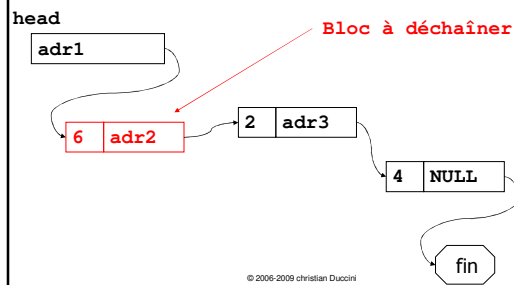 head
Bloc à déchaîner
adr1
6 adr2
2 adr3
4 NULL
fin
© 2006-2009 christian Duccini